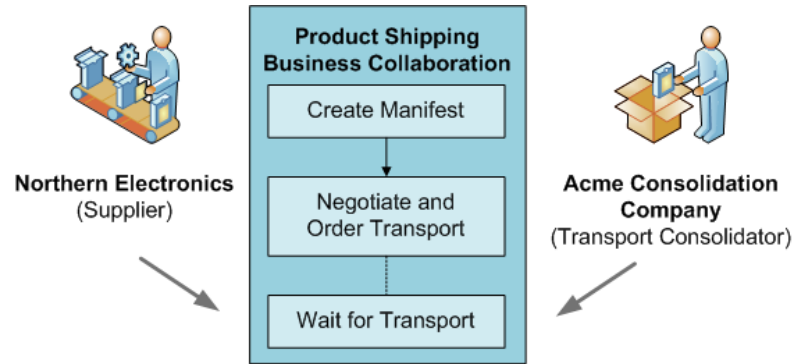 Product Shipping
Business Collaboration
Create Manifest
Negotiate and
Order Transport
Wait for Transport
Northern Electronics
(Supplier)
Acme Consolidation
Company
(Transport Consolidator)